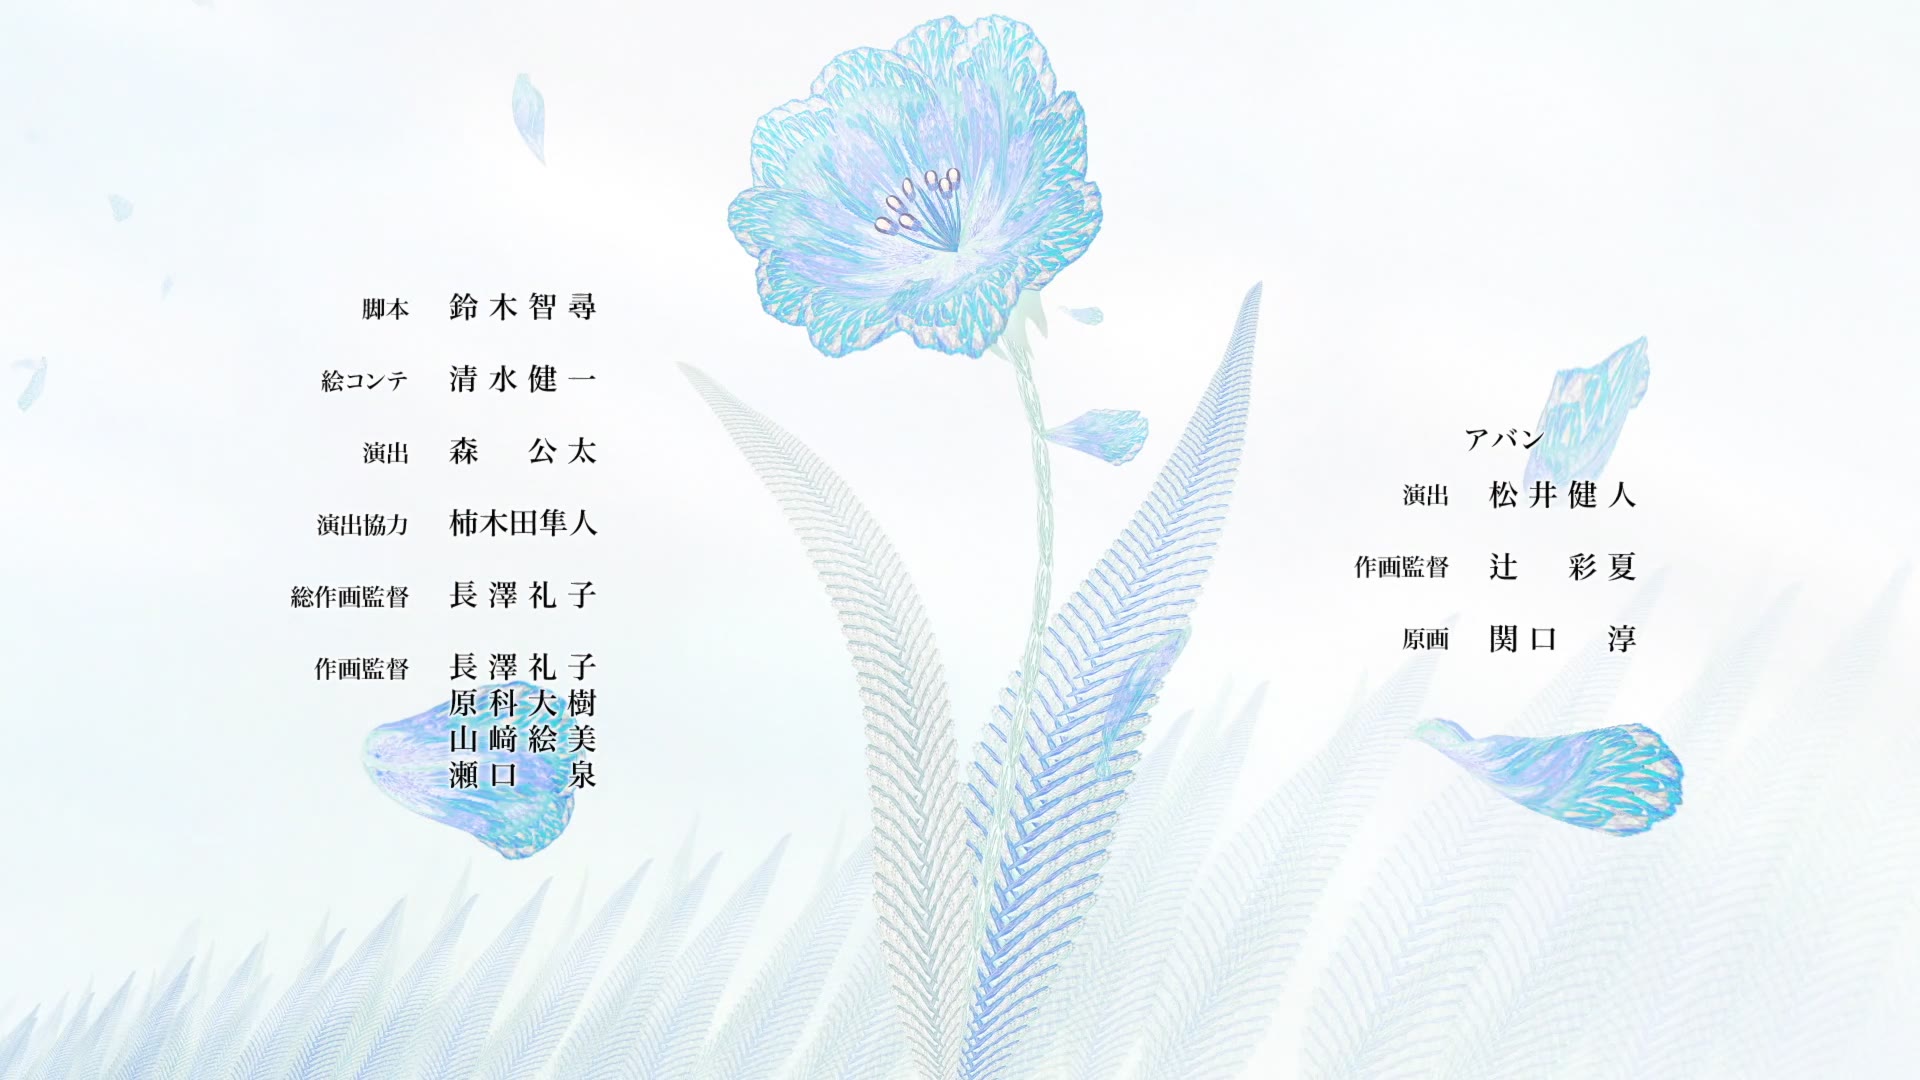 脚本 鈴木智尋
絵コンテ 清水健一
演出 森 公太
演出協力 柿木田隼人
総作画監督 長澤礼子
作画監督 長澤礼子
原科大樹
山﨑絵美
瀬口 泉
アバン
演出 松井健人
作画監督 辻 彩夏
原画 関口 淳